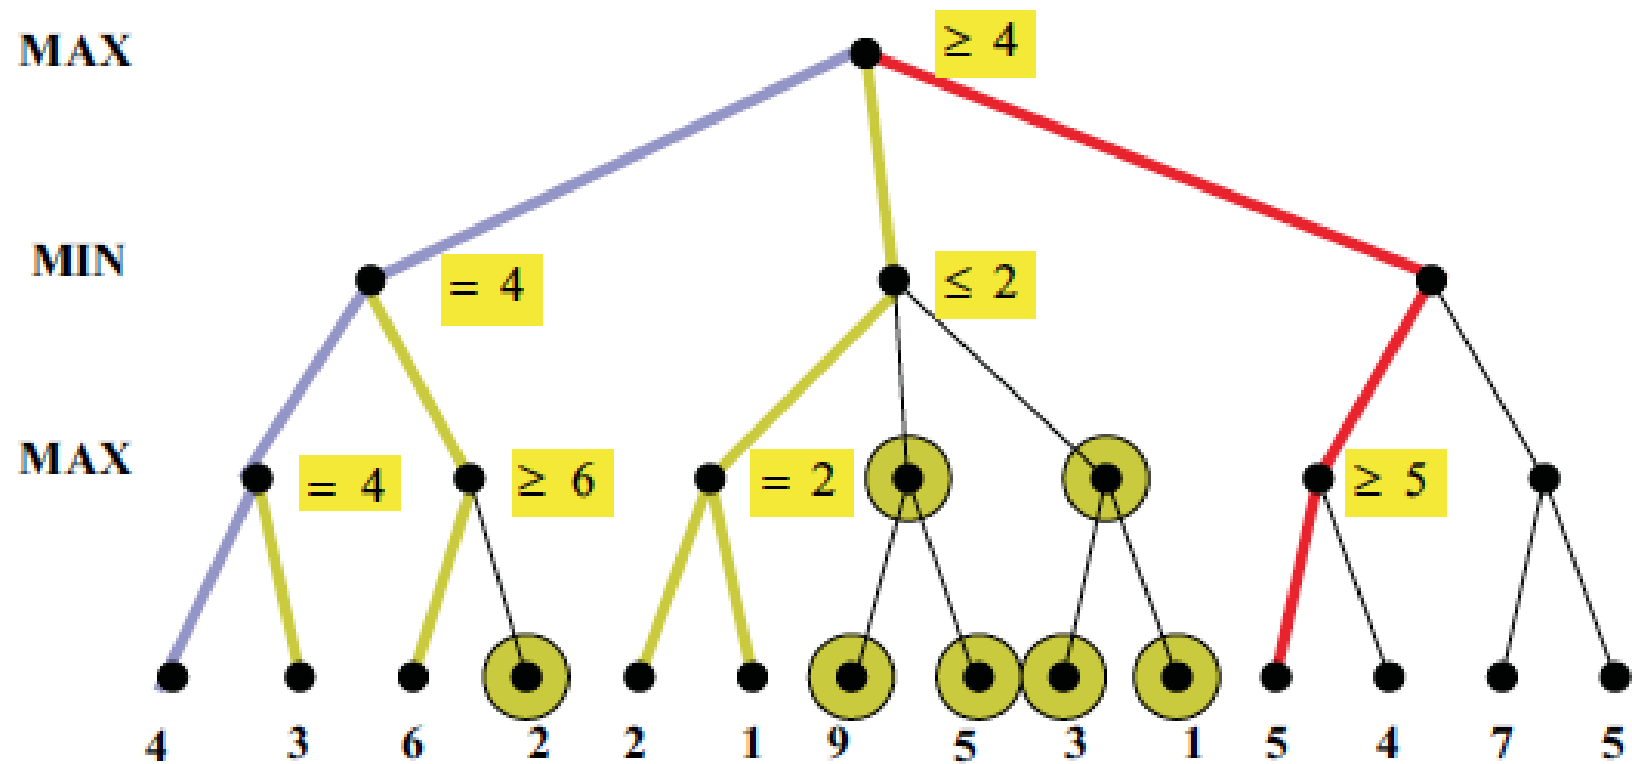 MAX
≥ 4
MIN
= 4
≤ 2
MAX
= 4
≥ 6
= 2
≥ 5
4 3 6 2 2 1 9 5 3 1 5 4 7 5